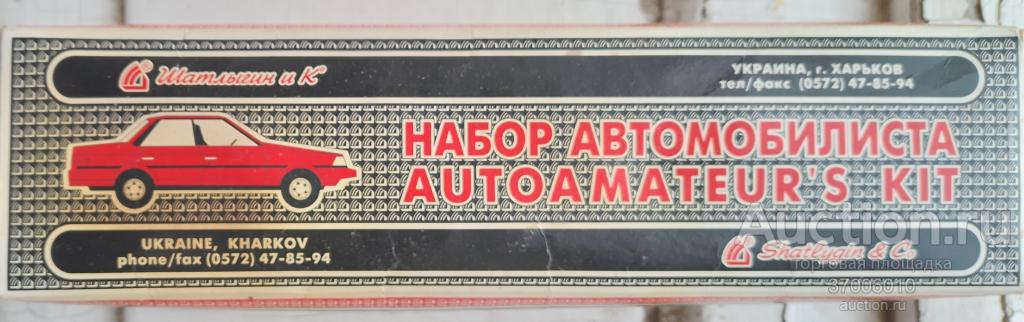 Шатлыгин и К°
УКРАИНА, г. ХАРЬКОВ
тел/факс (0572) 47-85-94
НАБОР АВТОМОБИЛИСТА
AUTOAMATEUR'S KIT
UKRAINE, KHARKOV
phone/fax (0572) 47-85-94
Shatlygin & C°
Auction.ru
торговая площадка
37006010
auction.ru